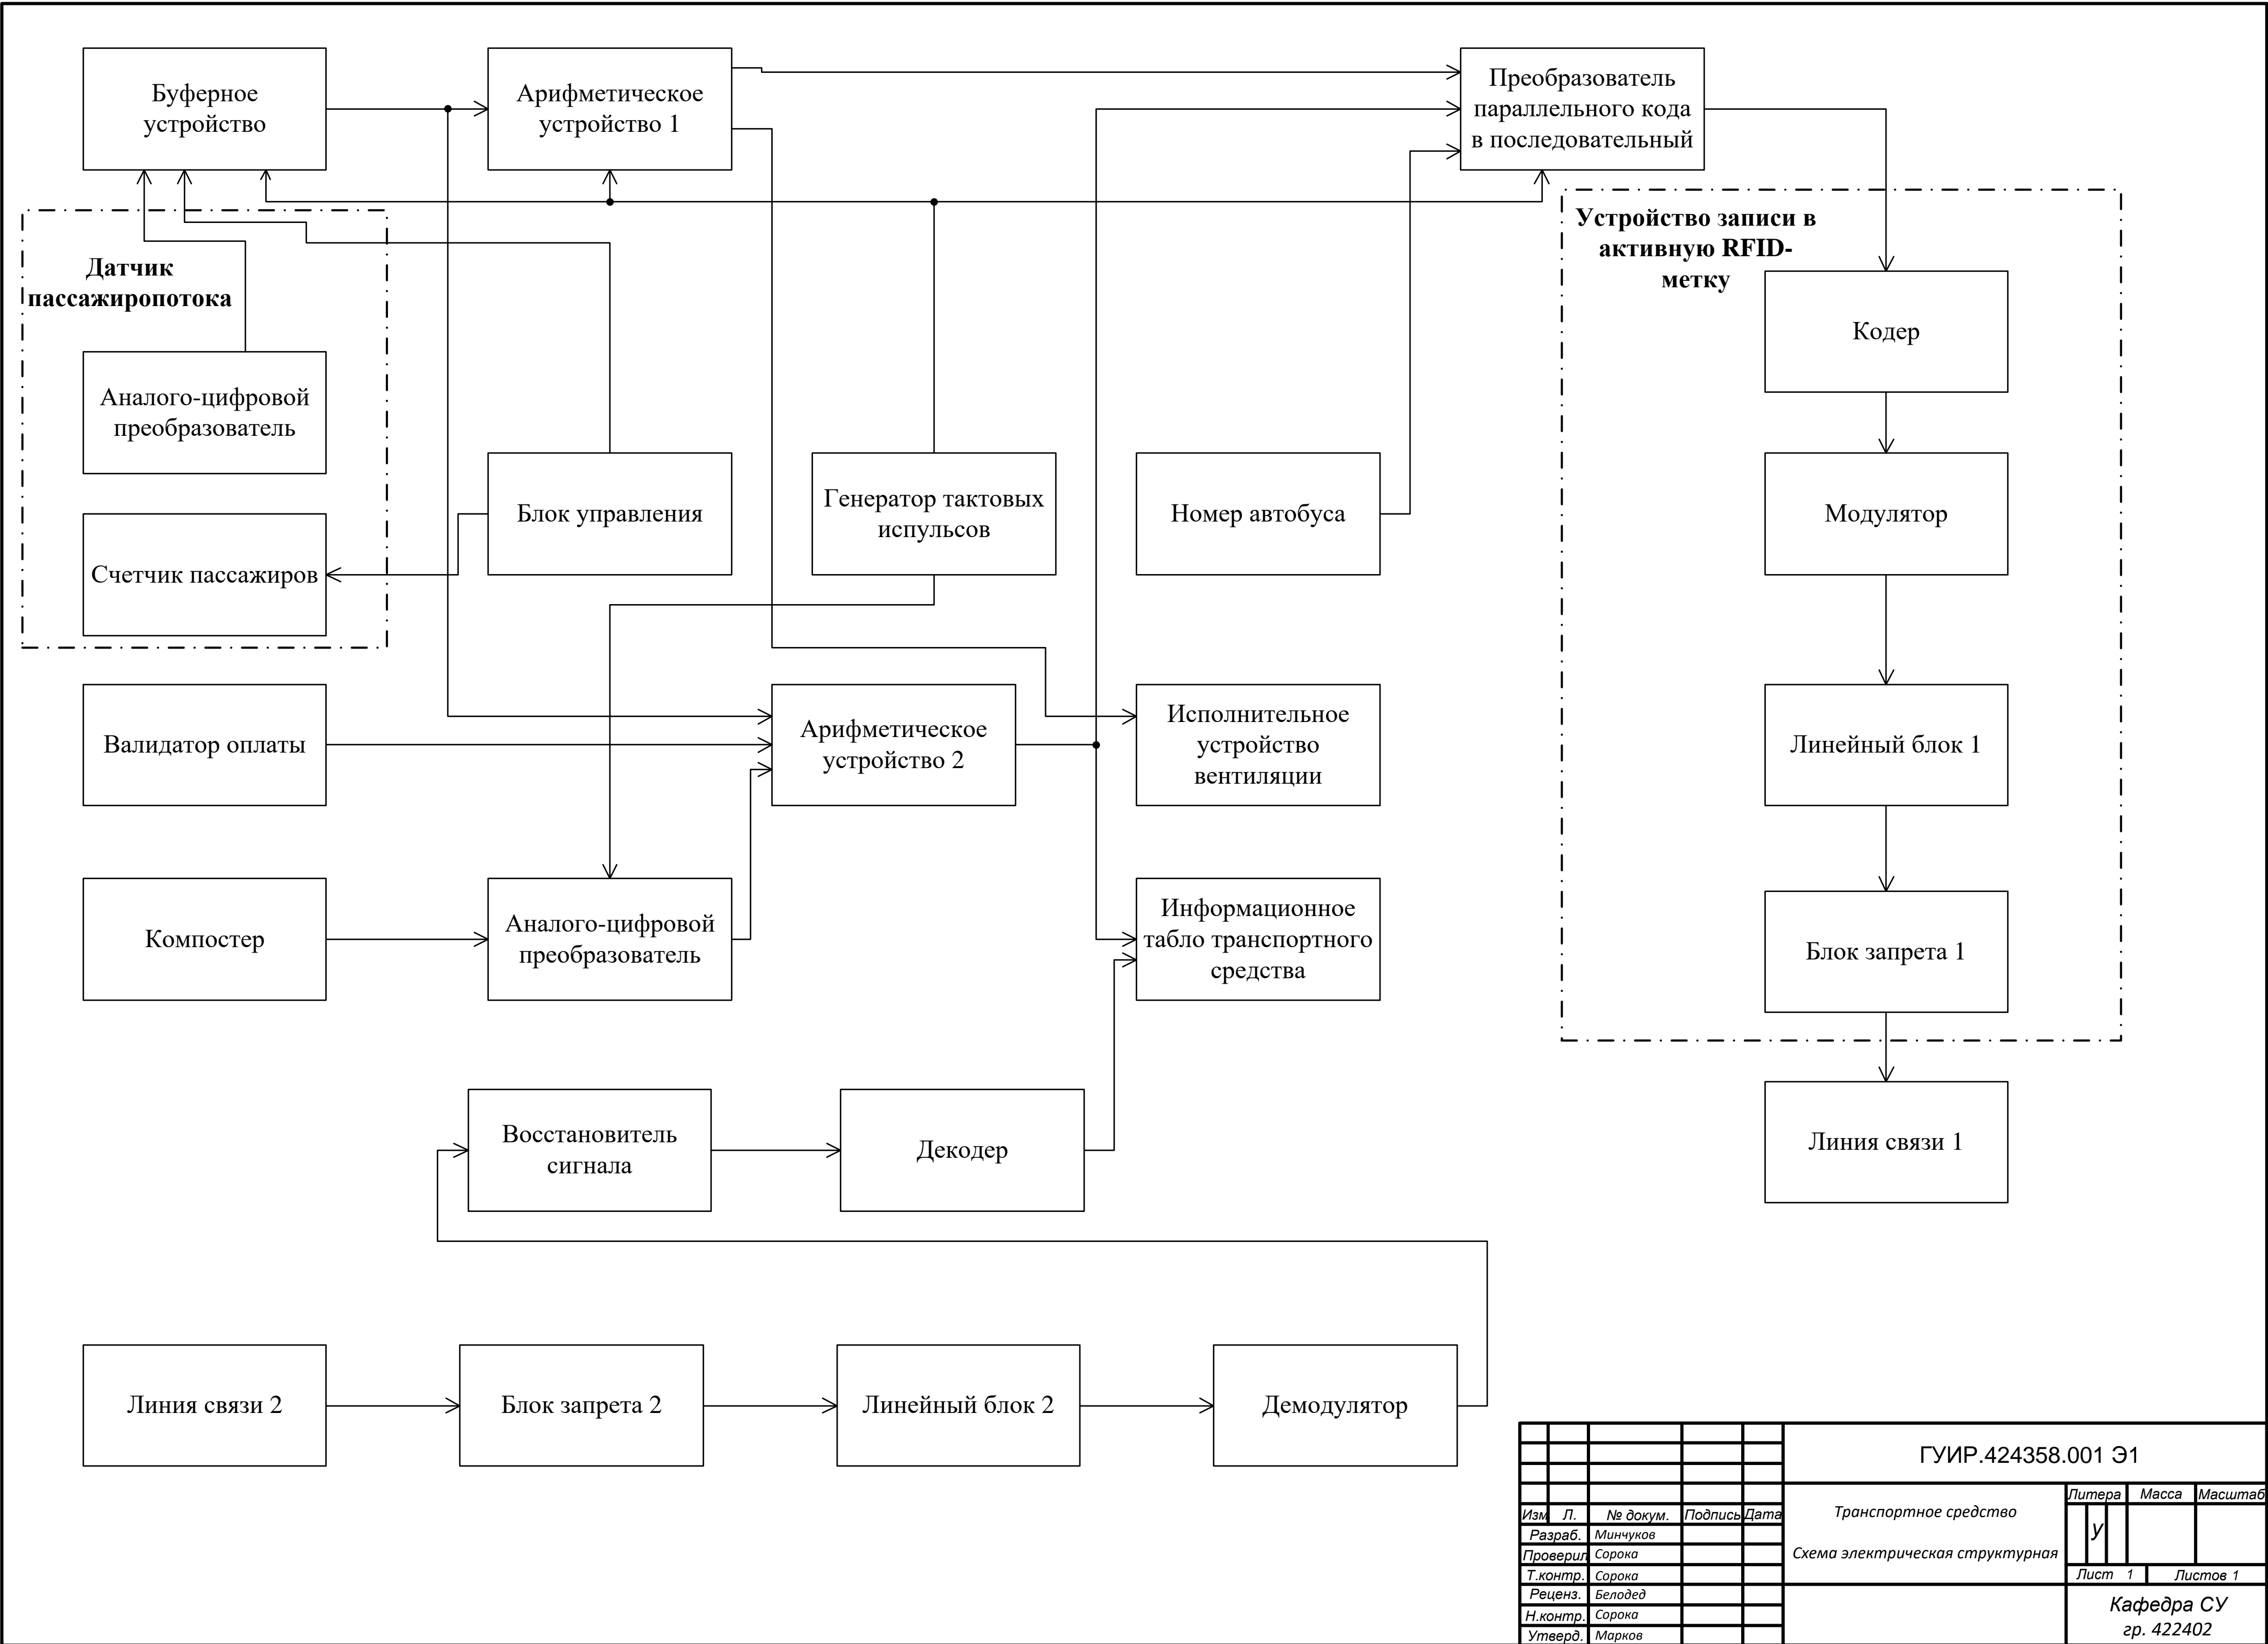 Буферное
устройство
Арифметическое
устройство 1
Преобразователь
параллельного кода
в последовательный
Датчик
пассажиропотока
Устройство записи в
активную RFID-
метку
Кодер
Аналого-цифровой
преобразователь
Блок управления
Генератор тактовых
испульсов
Номер автобуса
Модулятор
Счетчик пассажиров
Валидатор оплаты
Арифметическое
устройство 2
Исполнительное
устройство
вентиляции
Линейный блок 1
Компостер
Аналого-цифровой
преобразователь
Информационное
табло транспортного
средства
Блок запрета 1
Восстановитель
сигнала
Декодер
Линия связи 1
Линия связи 2
Блок запрета 2
Линейный блок 2
Демодулятор
ГУИР.424358.001 Э1
Изм Л. № докум. Подпись Дата
Разраб. Минчуков
Проверил Сорока
Т.контр. Сорока
Реценз. Белодед
Н.контр. Сорока
Утверд. Марков
Транспортное средство
Схема электрическая структурная
Литера Масса Масштаб
у
Лист 1 Листов 1
Кафедра СУ
гр. 422402